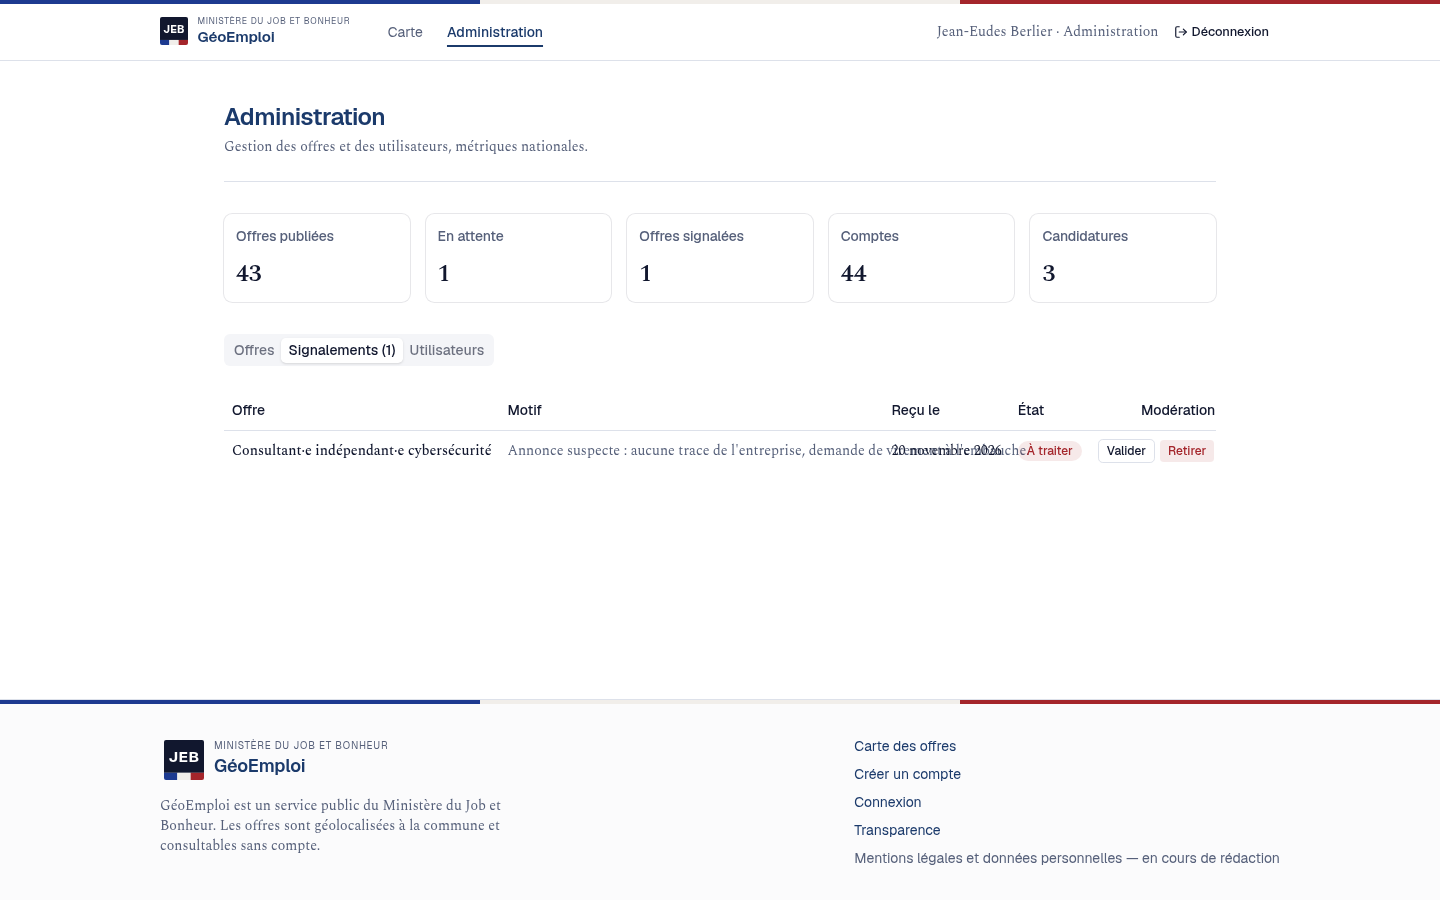 JEB
MINISTÈRE DU JOB ET BONHEUR
GéoEmploi
Carte
Administration
Jean-Eudes Berlier · Administration
Déconnexion
Administration
Gestion des offres et des utilisateurs, métriques nationales.
Offres publiées
43
En attente
1
Offres signalées
1
Comptes
44
Candidatures
3
Offres
Signalements (1)
Utilisateurs
Offre
Motif
Reçu le
État
Modération
Consultant·e indépendant·e cybersécurité
Annonce suspecte : aucune trace de l'entreprise, demande de virement à l'embauche
20 novembre 2026
À traiter
Valider
Retirer
JEB
MINISTÈRE DU JOB ET BONHEUR
GéoEmploi
GéoEmploi est un service public du Ministère du Job et
Bonheur. Les offres sont géolocalisées à la commune et
consultables sans compte.
Carte des offres
Créer un compte
Connexion
Transparence
Mentions légales et données personnelles — en cours de rédaction